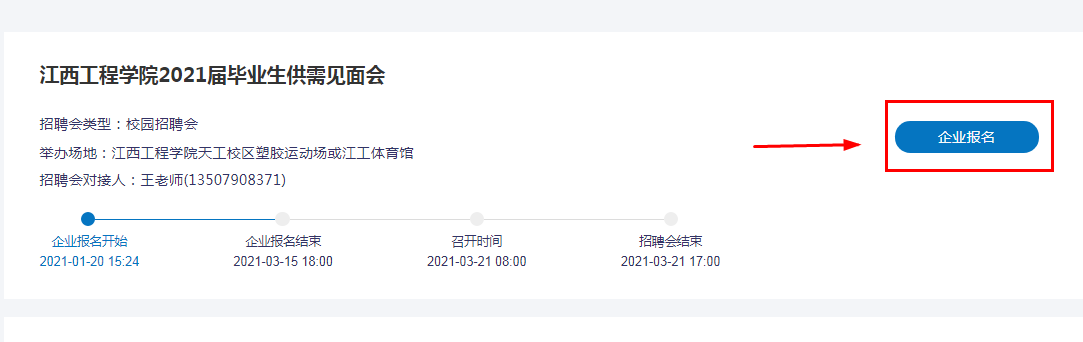 江西工程学院2021届毕业生供需见面会
招聘会类型：校园招聘会
举办场地：江西工程学院天工校区塑胶运动场或江工体育馆
招聘会对接人：王老师(13507908371)
企业报名
企业报名开始 企业报名结束 召开时间 招聘会结束
2021-01-20 15:24 2021-03-15 18:00 2021-03-21 08:00 2021-03-21 17:00